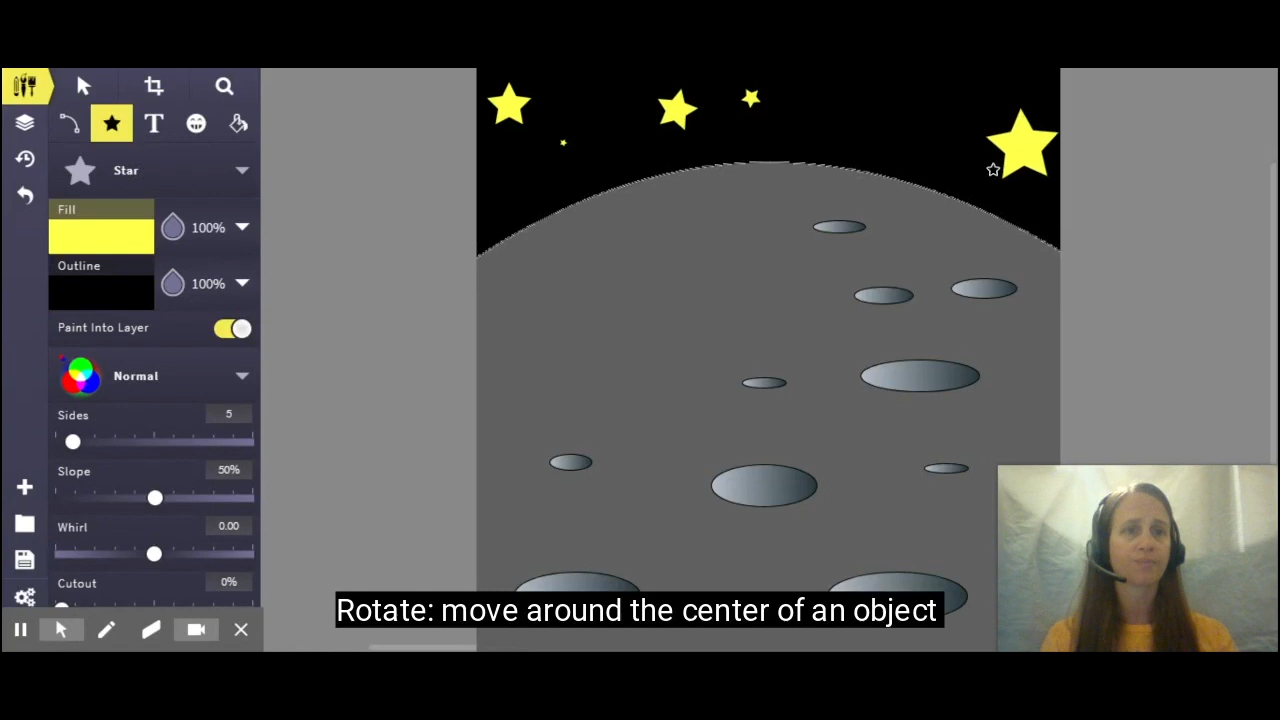 T
Star
Fill
100%
Outline
100%
Paint Into Layer
Normal
Sides
5
Slope
50%
Whirl
0.00
Cutout
0%
Rotate: move around the center of an object